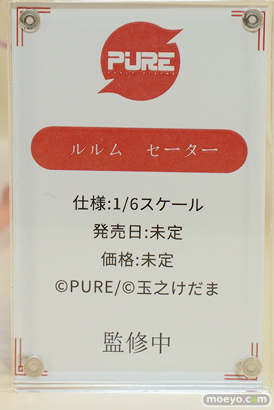 PURE
ルルム セーター
仕様:1/6スケール
発売日:未定
価格:未定
©PURE/©玉之けだま
監修中
moeyo.com